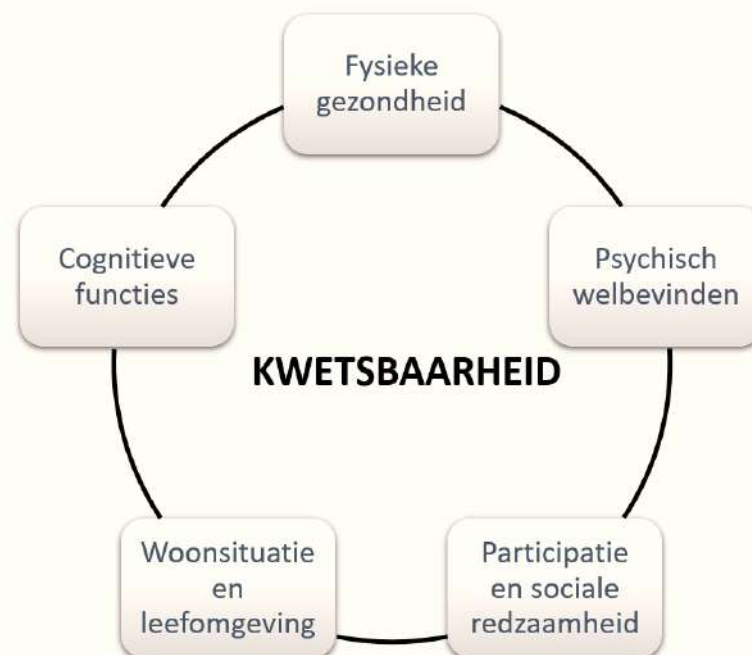 Fysieke
gezondheid
Cognitieve
functies
Psychisch
welbevinden
KWETSBAARHEID
Woonsituatie
en
leefomgeving
Participatie
en sociale
redzaamheid